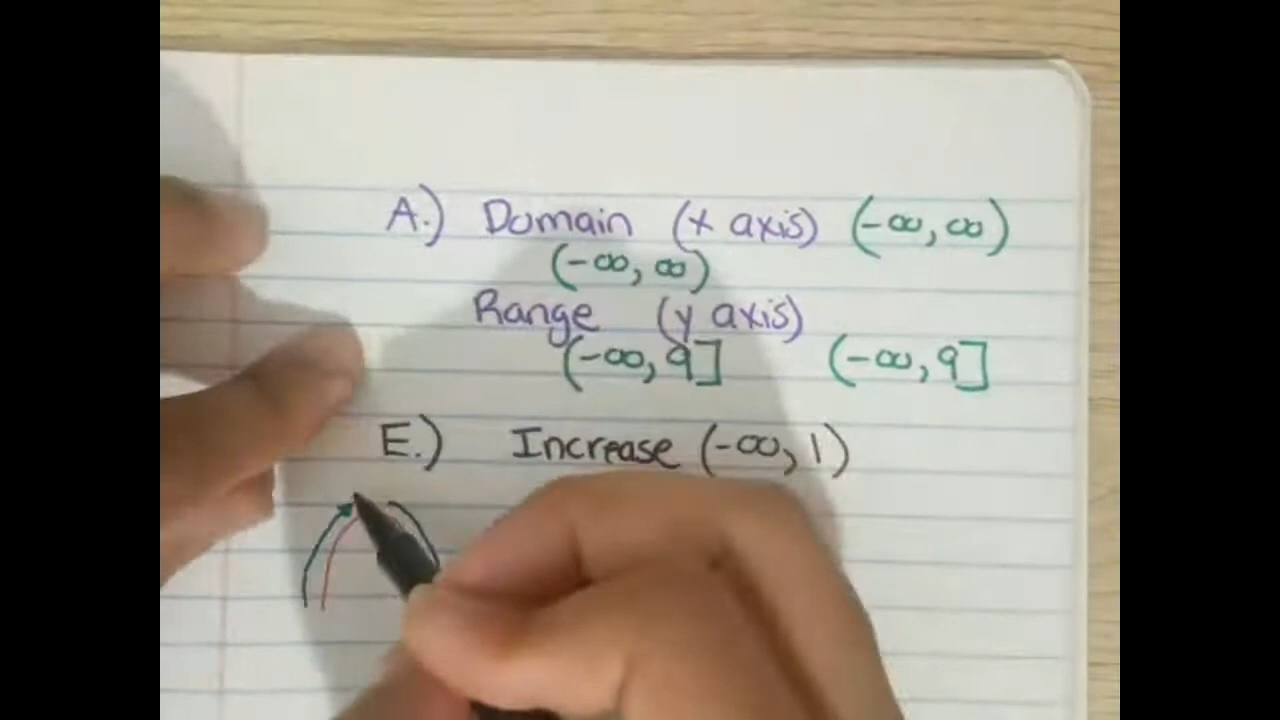 A.) Domain (x axis) (-∞, ∞)
(-∞, ∞)
Range (y axis)
(-∞, 9] (-∞, 9]
E.) Increase (-∞, 1)